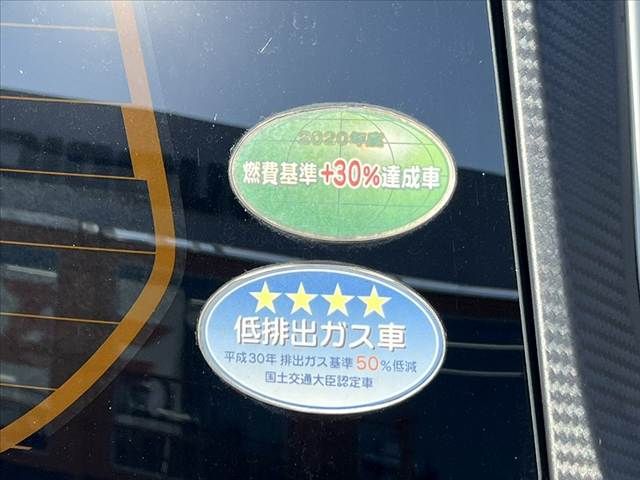 2020年度
燃費基準+30%達成車
低排出ガス車
平成30年 排出ガス基準50%低減
国土交通大臣認定車